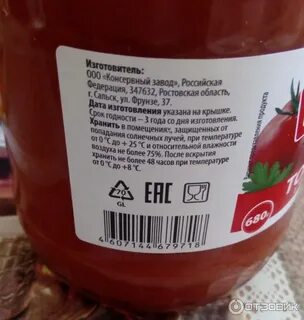 Изготовитель:
ООО «Консервный завод», Российская
Федерация, 347632, Ростовская область,
г. Сальск, ул. Фрунзе, 37.
Дата изготовления указана на крышке.
Срок годности — 3 года со дня изготовления.
Хранить в помещениях, защищенных от
попадания солнечных лучей, при температуре
от 0 °С до + 25 °С и относительной влажности
воздуха не более 75%. После вскрытия
хранить не более 48 часов при температуре
от 0 °С до +8 °С.
70
GL
EAC
4 607144 679718
продукта
ТО
680
ОТЗОВИК